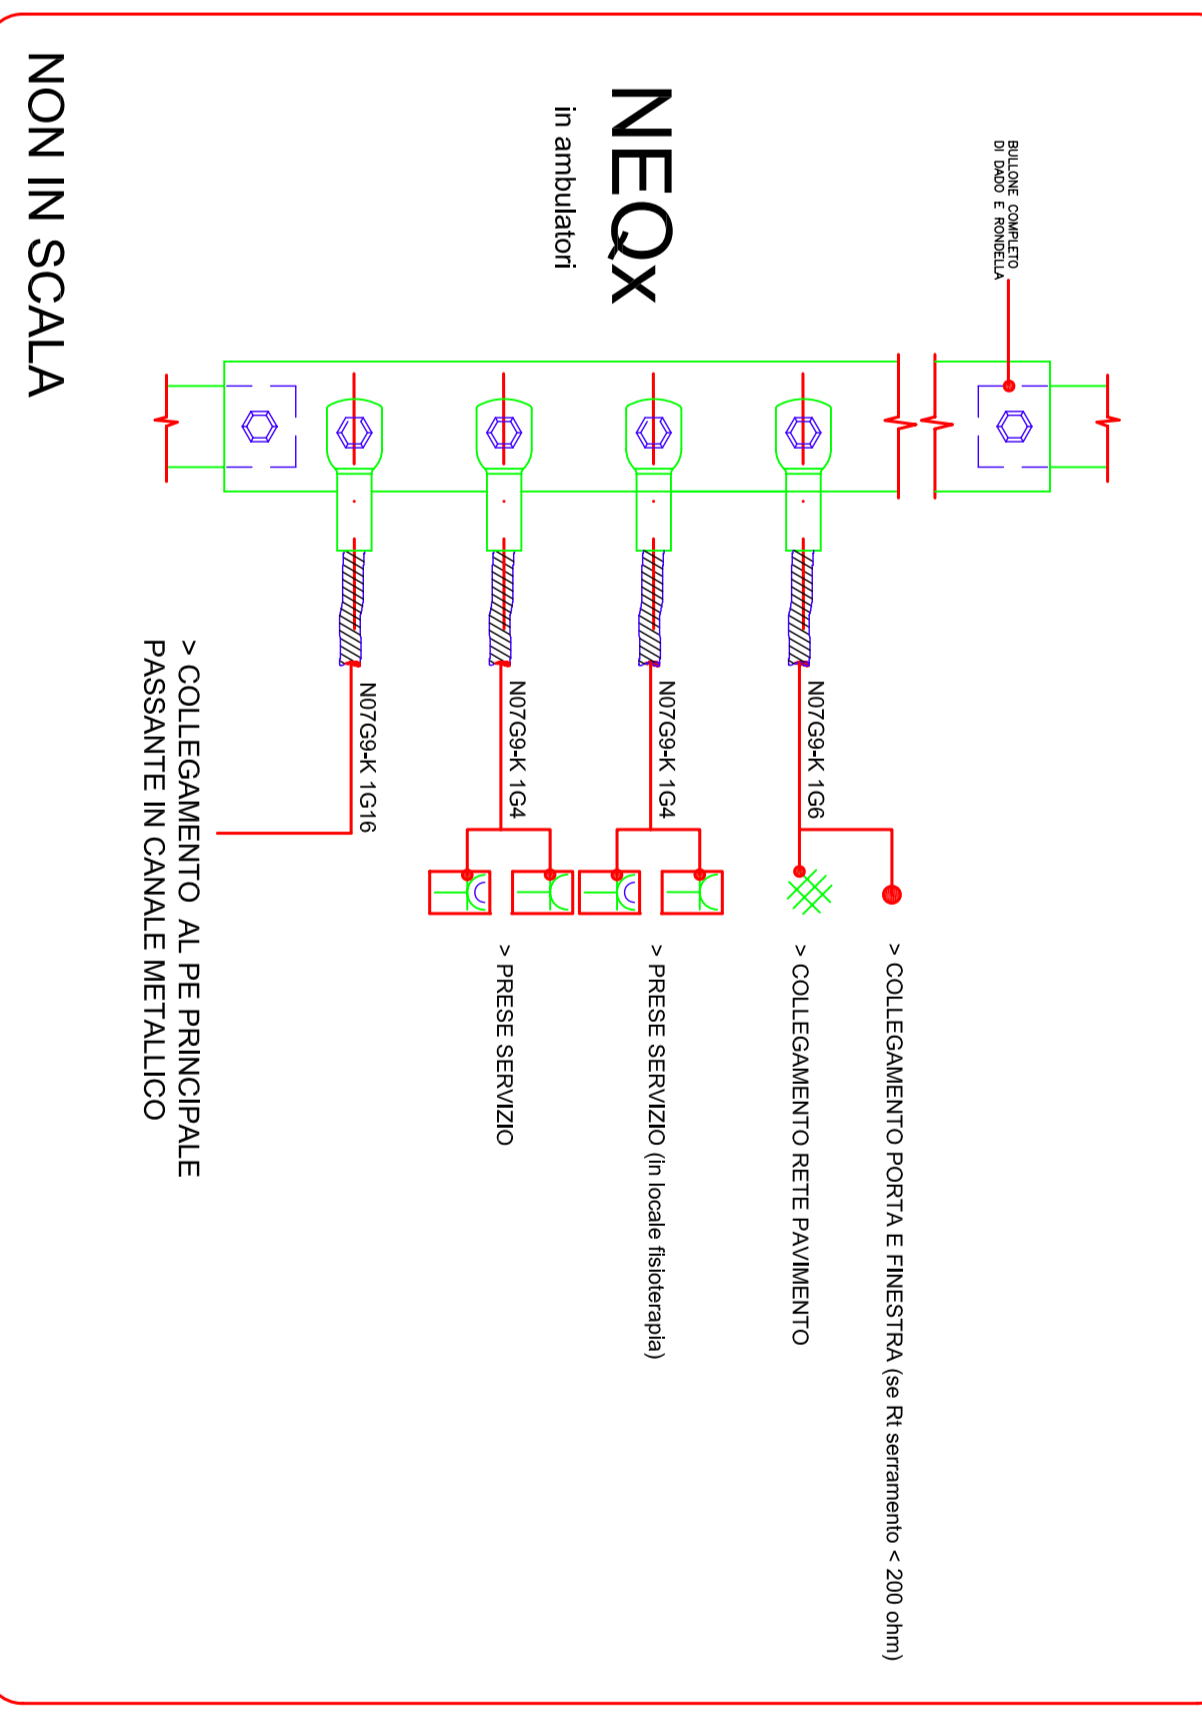 BULLONE COMPLETO
DI DADO E RONDELLA
NEQx
in ambulatori
> COLLEGAMENTO PORTA E FINESTRA (se Rt serramento < 200 ohm)
N07G9-K 1G6
> COLLEGAMENTO RETE PAVIMENTO
N07G9-K 1G4
> PRESE SERVIZIO (in locale fisioterapia)
N07G9-K 1G4
> PRESE SERVIZIO
N07G9-K 1G16
> COLLEGAMENTO AL PE PRINCIPALE
PASSANTE IN CANALE METALLICO
NON IN SCALA